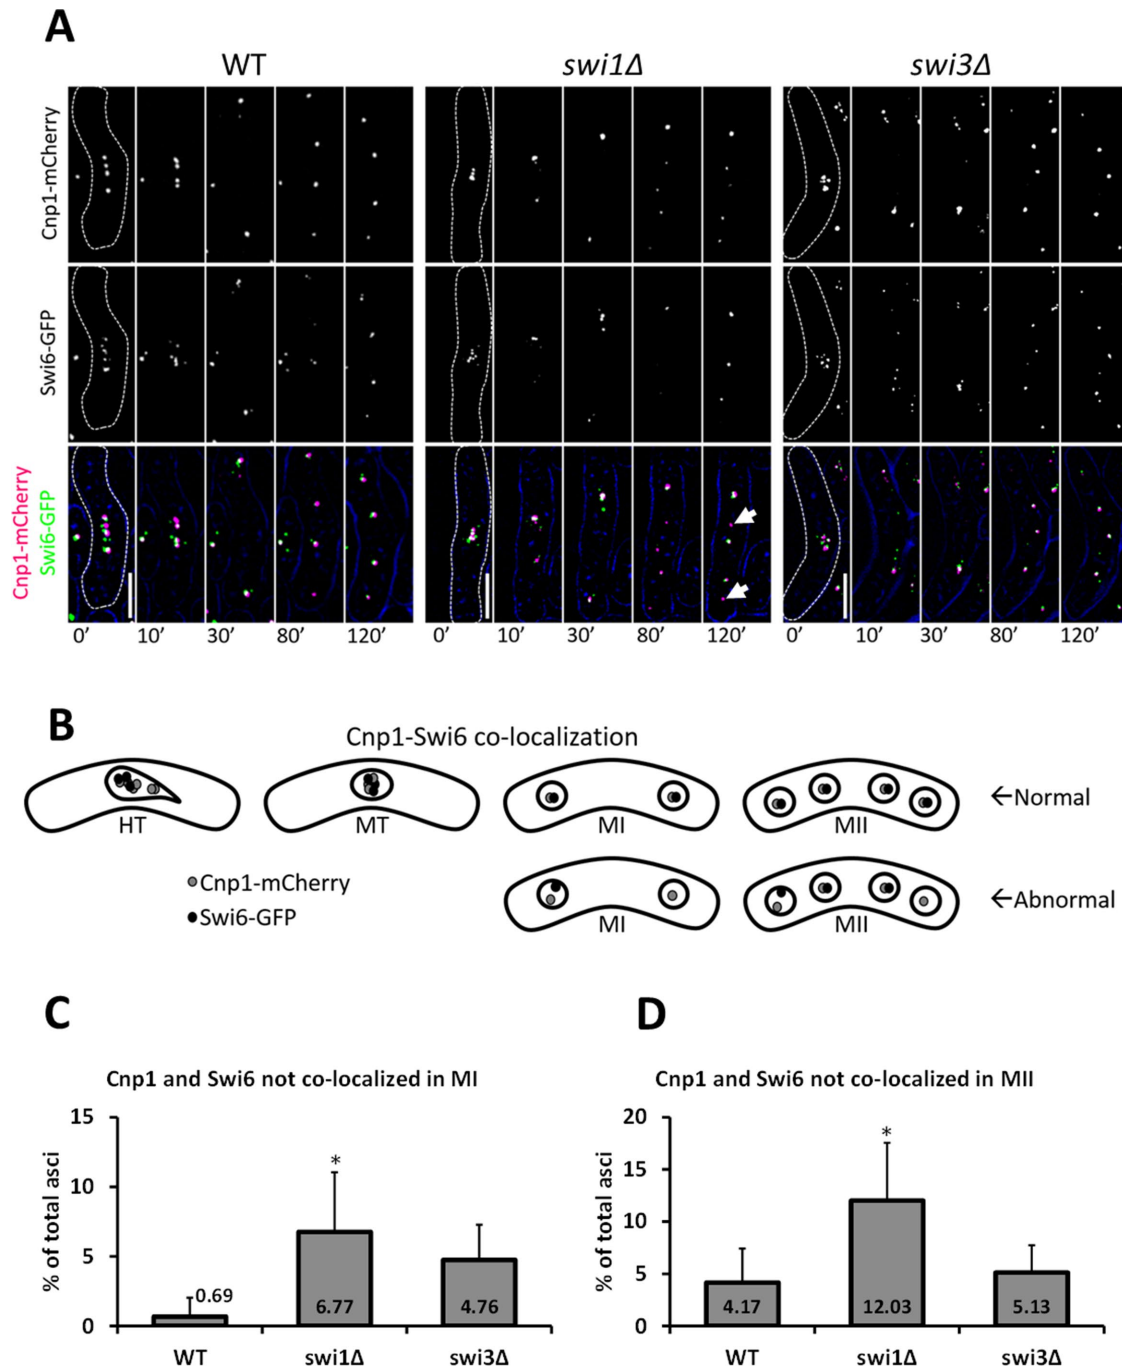 A
WT swi1Δ swi3Δ
Cnp1-mCherry
Swi6-GFP
Cnp1-mCherry
Swi6-GFP
0’ 10’ 30’ 80’ 120’ 0’ 10’ 30’ 80’ 120’ 0’ 10’ 30’ 80’ 120’
B
Cnp1-Swi6 co-localization
HT MT MI MII ←Normal
Cnp1-mCherry
Swi6-GFP
MI MII ←Abnormal
C
Cnp1 and Swi6 not co-localized in MI
% of total asci
15
10
5
0
*
0.69 6.77 4.76
WT swi1Δ swi3Δ
D
Cnp1 and Swi6 not co-localized in MII
% of total asci
20
15
10
5
0
*
4.17 12.03 5.13
WT swi1Δ swi3Δ